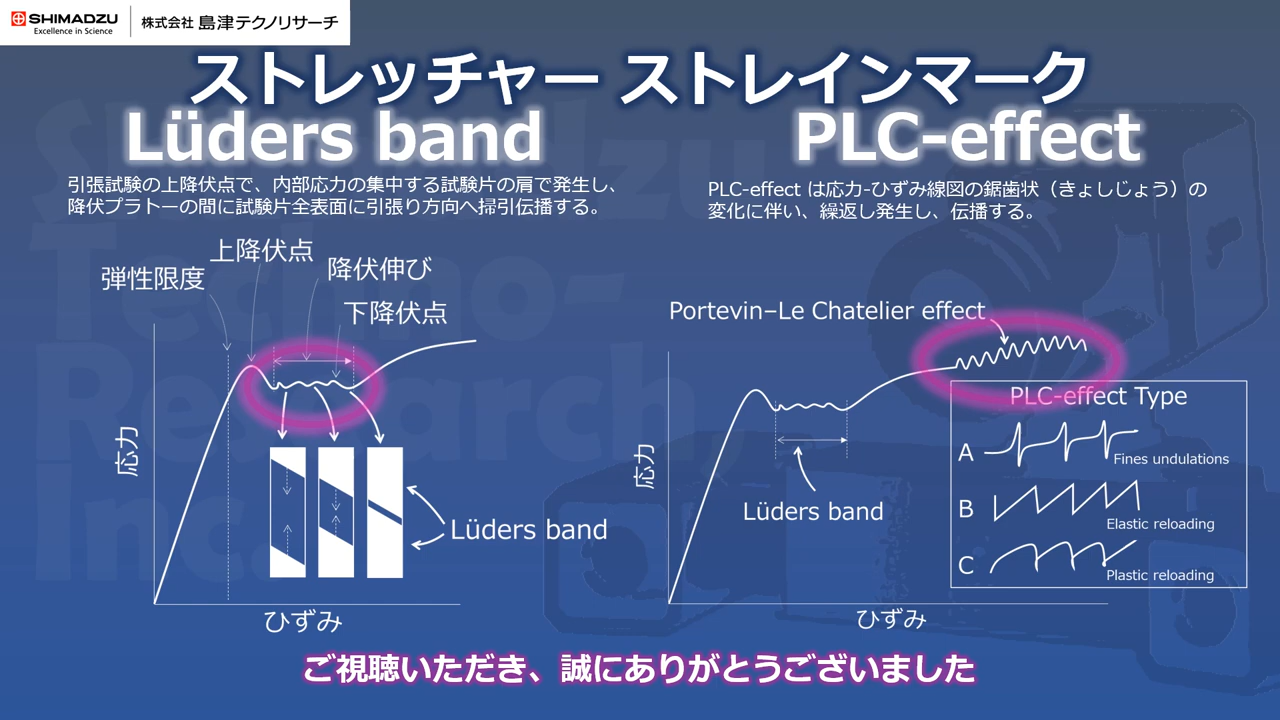 SHIMADZU
Excellence in Science
株式会社 島津テクノリサーチ
ストレッチャー ストレインマーク
Lüders band
引張試験の上降伏点で、内部応力の集中する試験片の肩で発生し、
降伏プラトーの間に試験片全表面に引張り方向へ掃引伝播する。
弾性限度
上降伏点
降伏伸び
下降伏点
応力
Lüders band
ひずみ
PLC-effect
PLC-effect は応力-ひずみ線図の鋸歯状（きょしじょう）の
変化に伴い、繰返し発生し、伝播する。
Portevin–Le Chatelier effect
応力
Lüders band
ひずみ
PLC-effect Type
A
Fines undulations
B
Elastic reloading
C
Plastic reloading
ご視聴いただき、誠にありがとうございました
Shimadzu
Techno-
Research,
Inc.